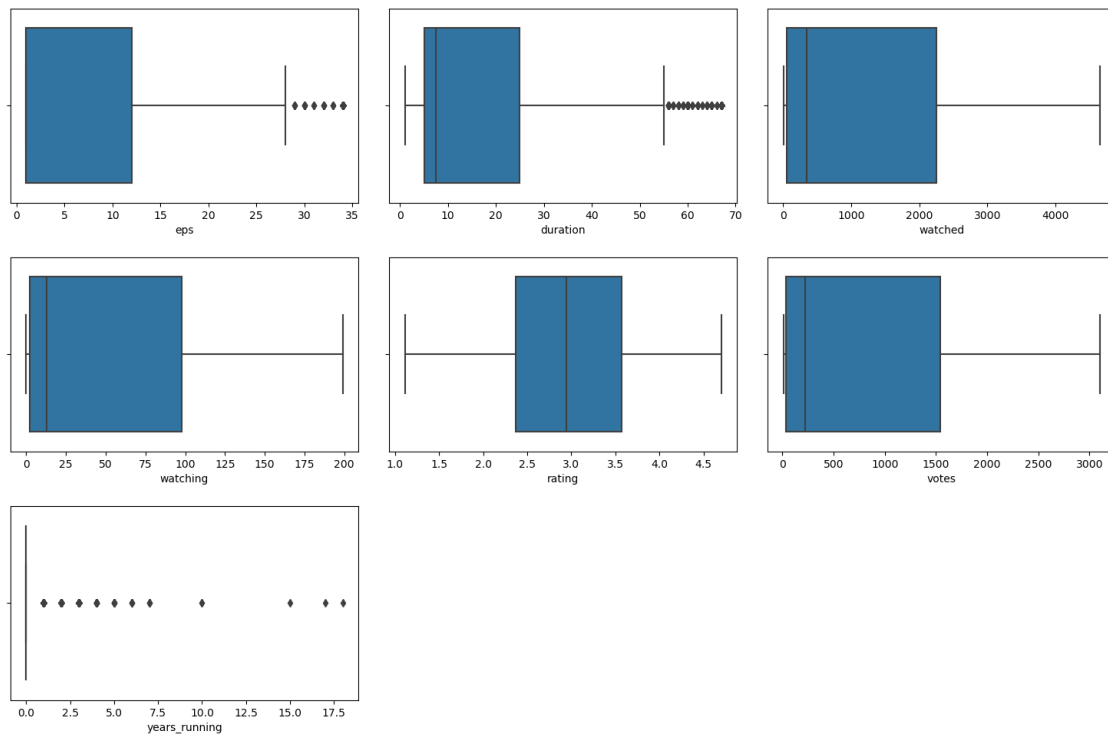 0 5 10 15 20 25 30 35
eps
0 10 20 30 40 50 60 70
duration
0 1000 2000 3000 4000
watched
0 25 50 75 100 125 150 175 200
watching
1.0 1.5 2.0 2.5 3.0 3.5 4.0 4.5
rating
0 500 1000 1500 2000 2500 3000
votes
0.0 2.5 5.0 7.5 10.0 12.5 15.0 17.5
years_running